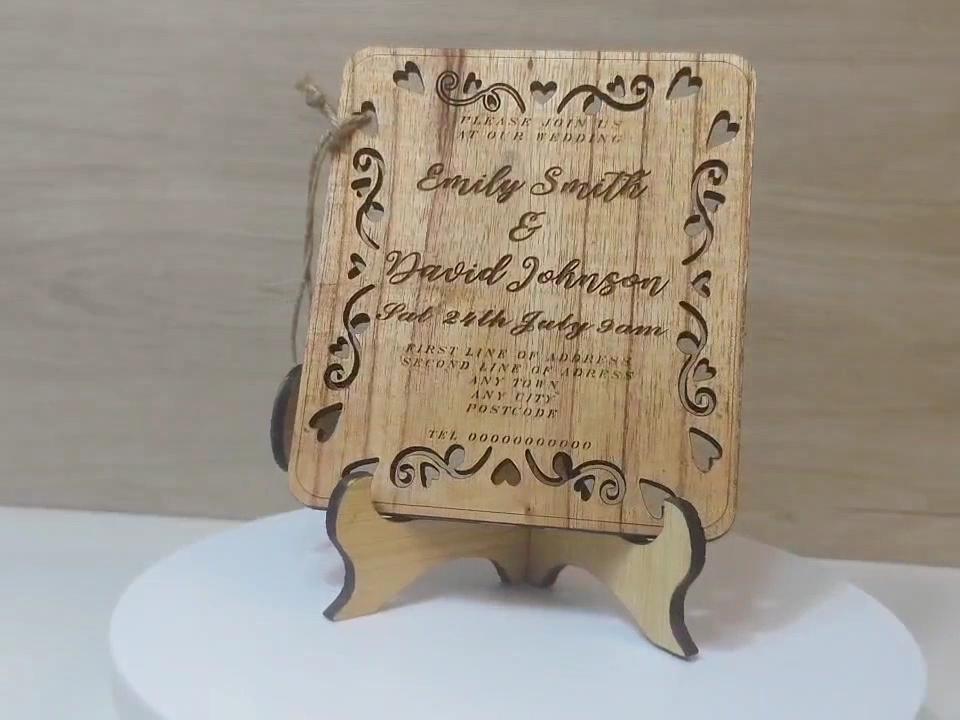 PLEASE JOIN US
AT OUR WEDDING
Emily Smith
&
David Johnson
Sat 24th July 9am
FIRST LINE OF ADDRESS
SECOND LINE OF ADRESS
ANY TOWN
ANY CITY
POSTCODE
TEL 00000000000